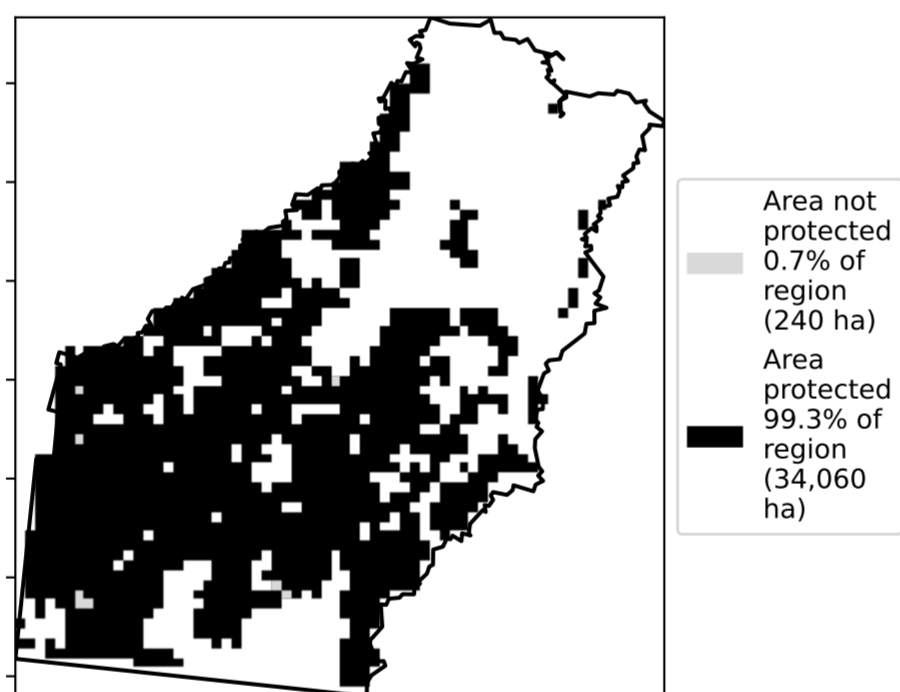 Area not
protected
0.7% of
region
(240 ha)
Area
protected
99.3% of
region
(34,060
ha)